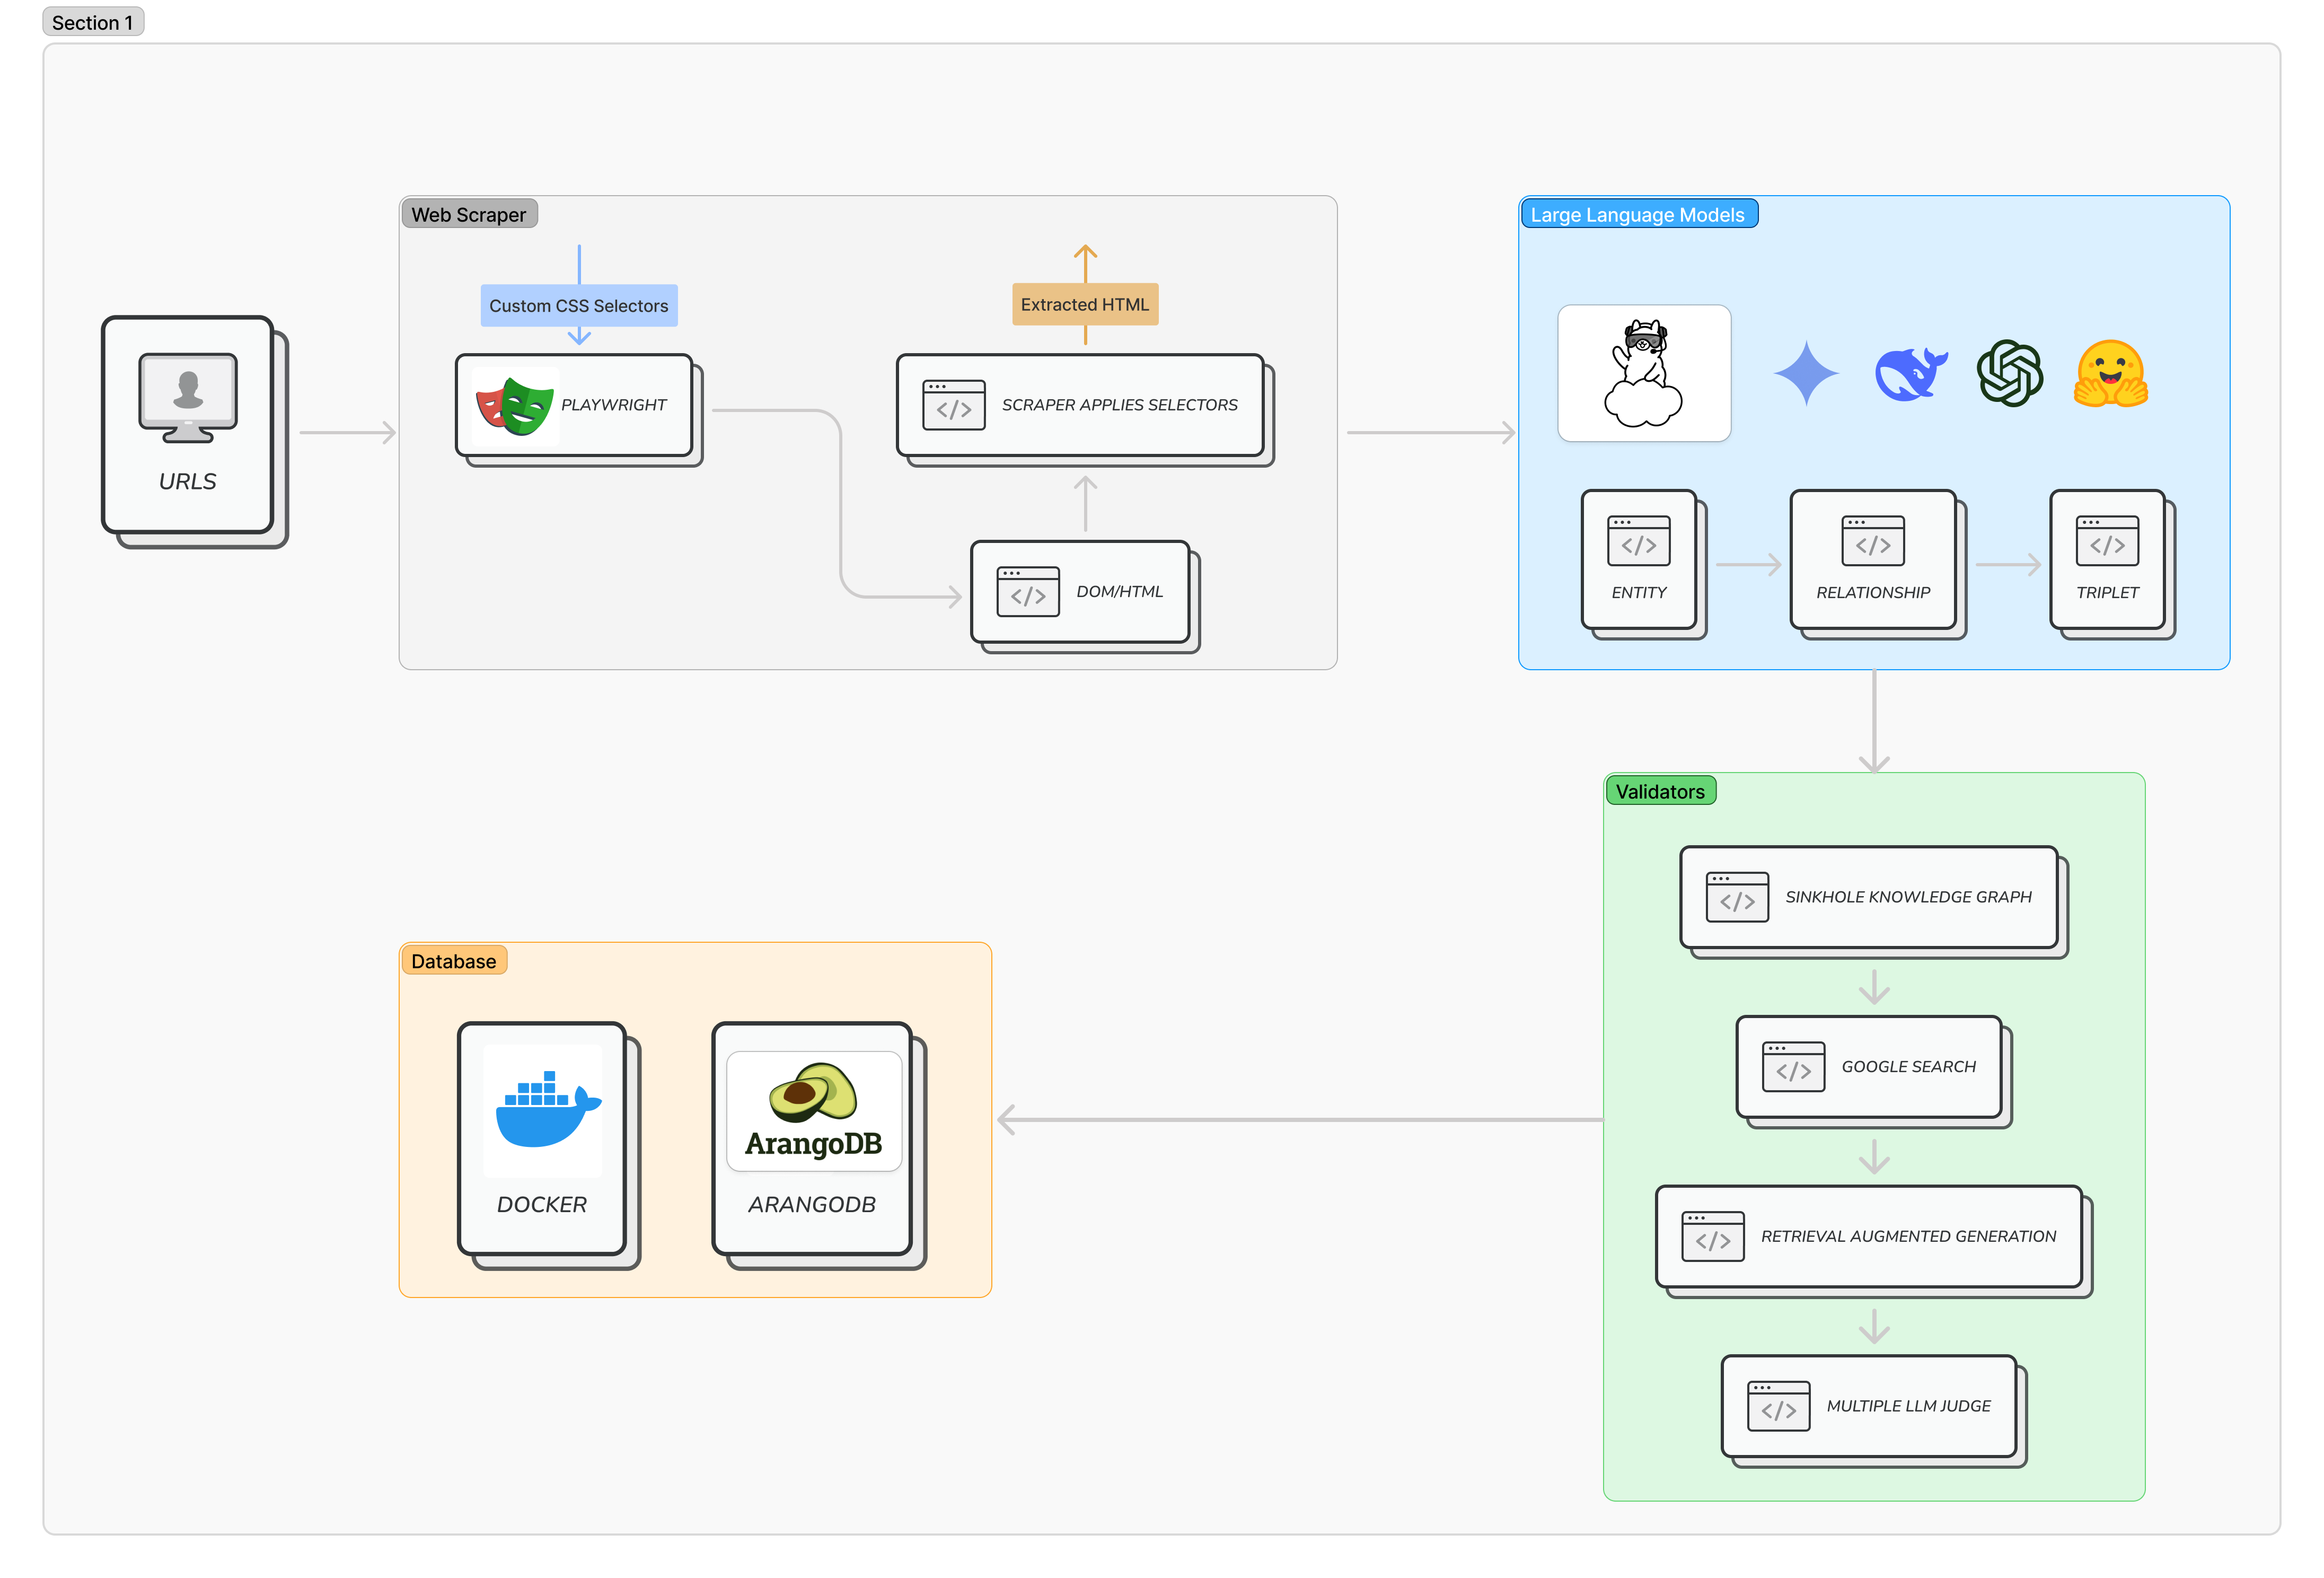 Section 1
Web Scraper
Large Language Models
Custom CSS Selectors
Extracted HTML
PLAYWRIGHT
SCRAPER APPLIES SELECTORS
URLS
DOM/HTML
ENTITY
RELATIONSHIP
TRIPLET
Validators
SINKHOLE KNOWLEDGE GRAPH
GOOGLE SEARCH
RETRIEVAL AUGMENTED GENERATION
MULTIPLE LLM JUDGE
Database
ArangoDB
DOCKER
ARANGODB